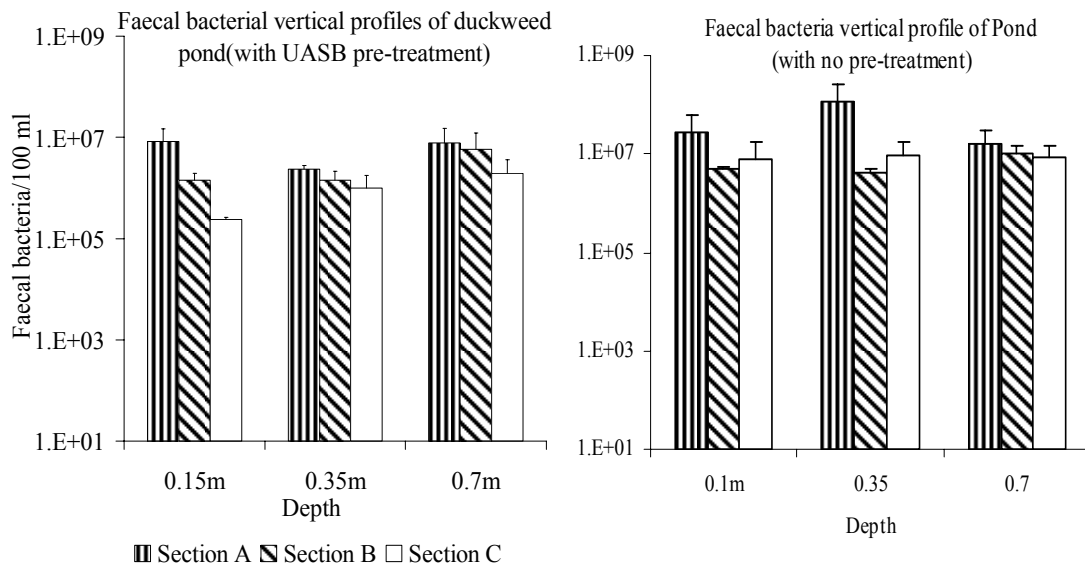 Faecal bacterial vertical profiles of duckweed
pond(with UASB pre-treatment)
Faecal bacteria/100 ml
1.E+09
1.E+07
1.E+05
1.E+03
1.E+01
0.15m 0.35m 0.7m
Depth
Section A Section B Section C
Faecal bacteria vertical profile of Pond
(with no pre-treatment)
1.E+09
1.E+07
1.E+05
1.E+03
1.E+01
0.1m 0.35 0.7
Depth